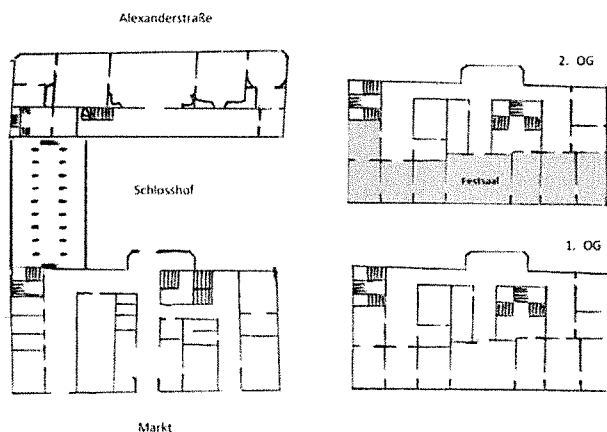 Alexanderstraße
2. OG
Schlosshof
Festsaal
1. OG
Markt